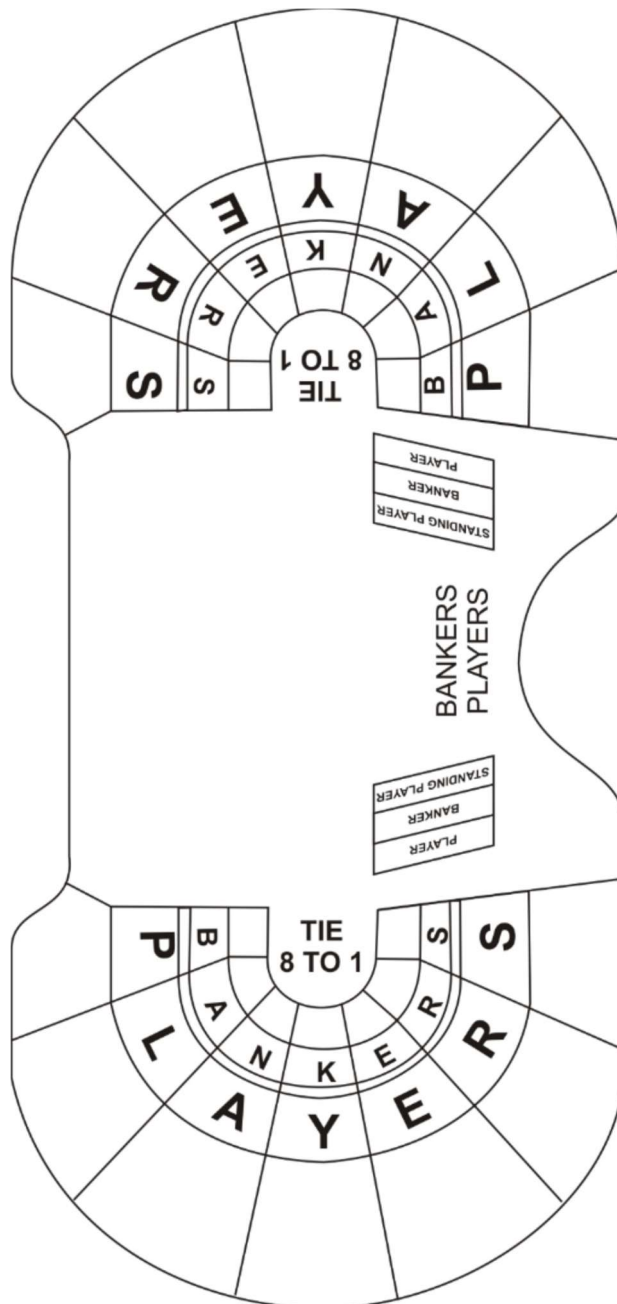 PLAYERS
BANKERS
TIE
8 TO 1
PLAYER
BANKER
STANDING PLAYER
BANKERS
PLAYERS
STANDING PLAYER
BANKER
PLAYER
TIE
8 TO 1
BANKERS
PLAYERS